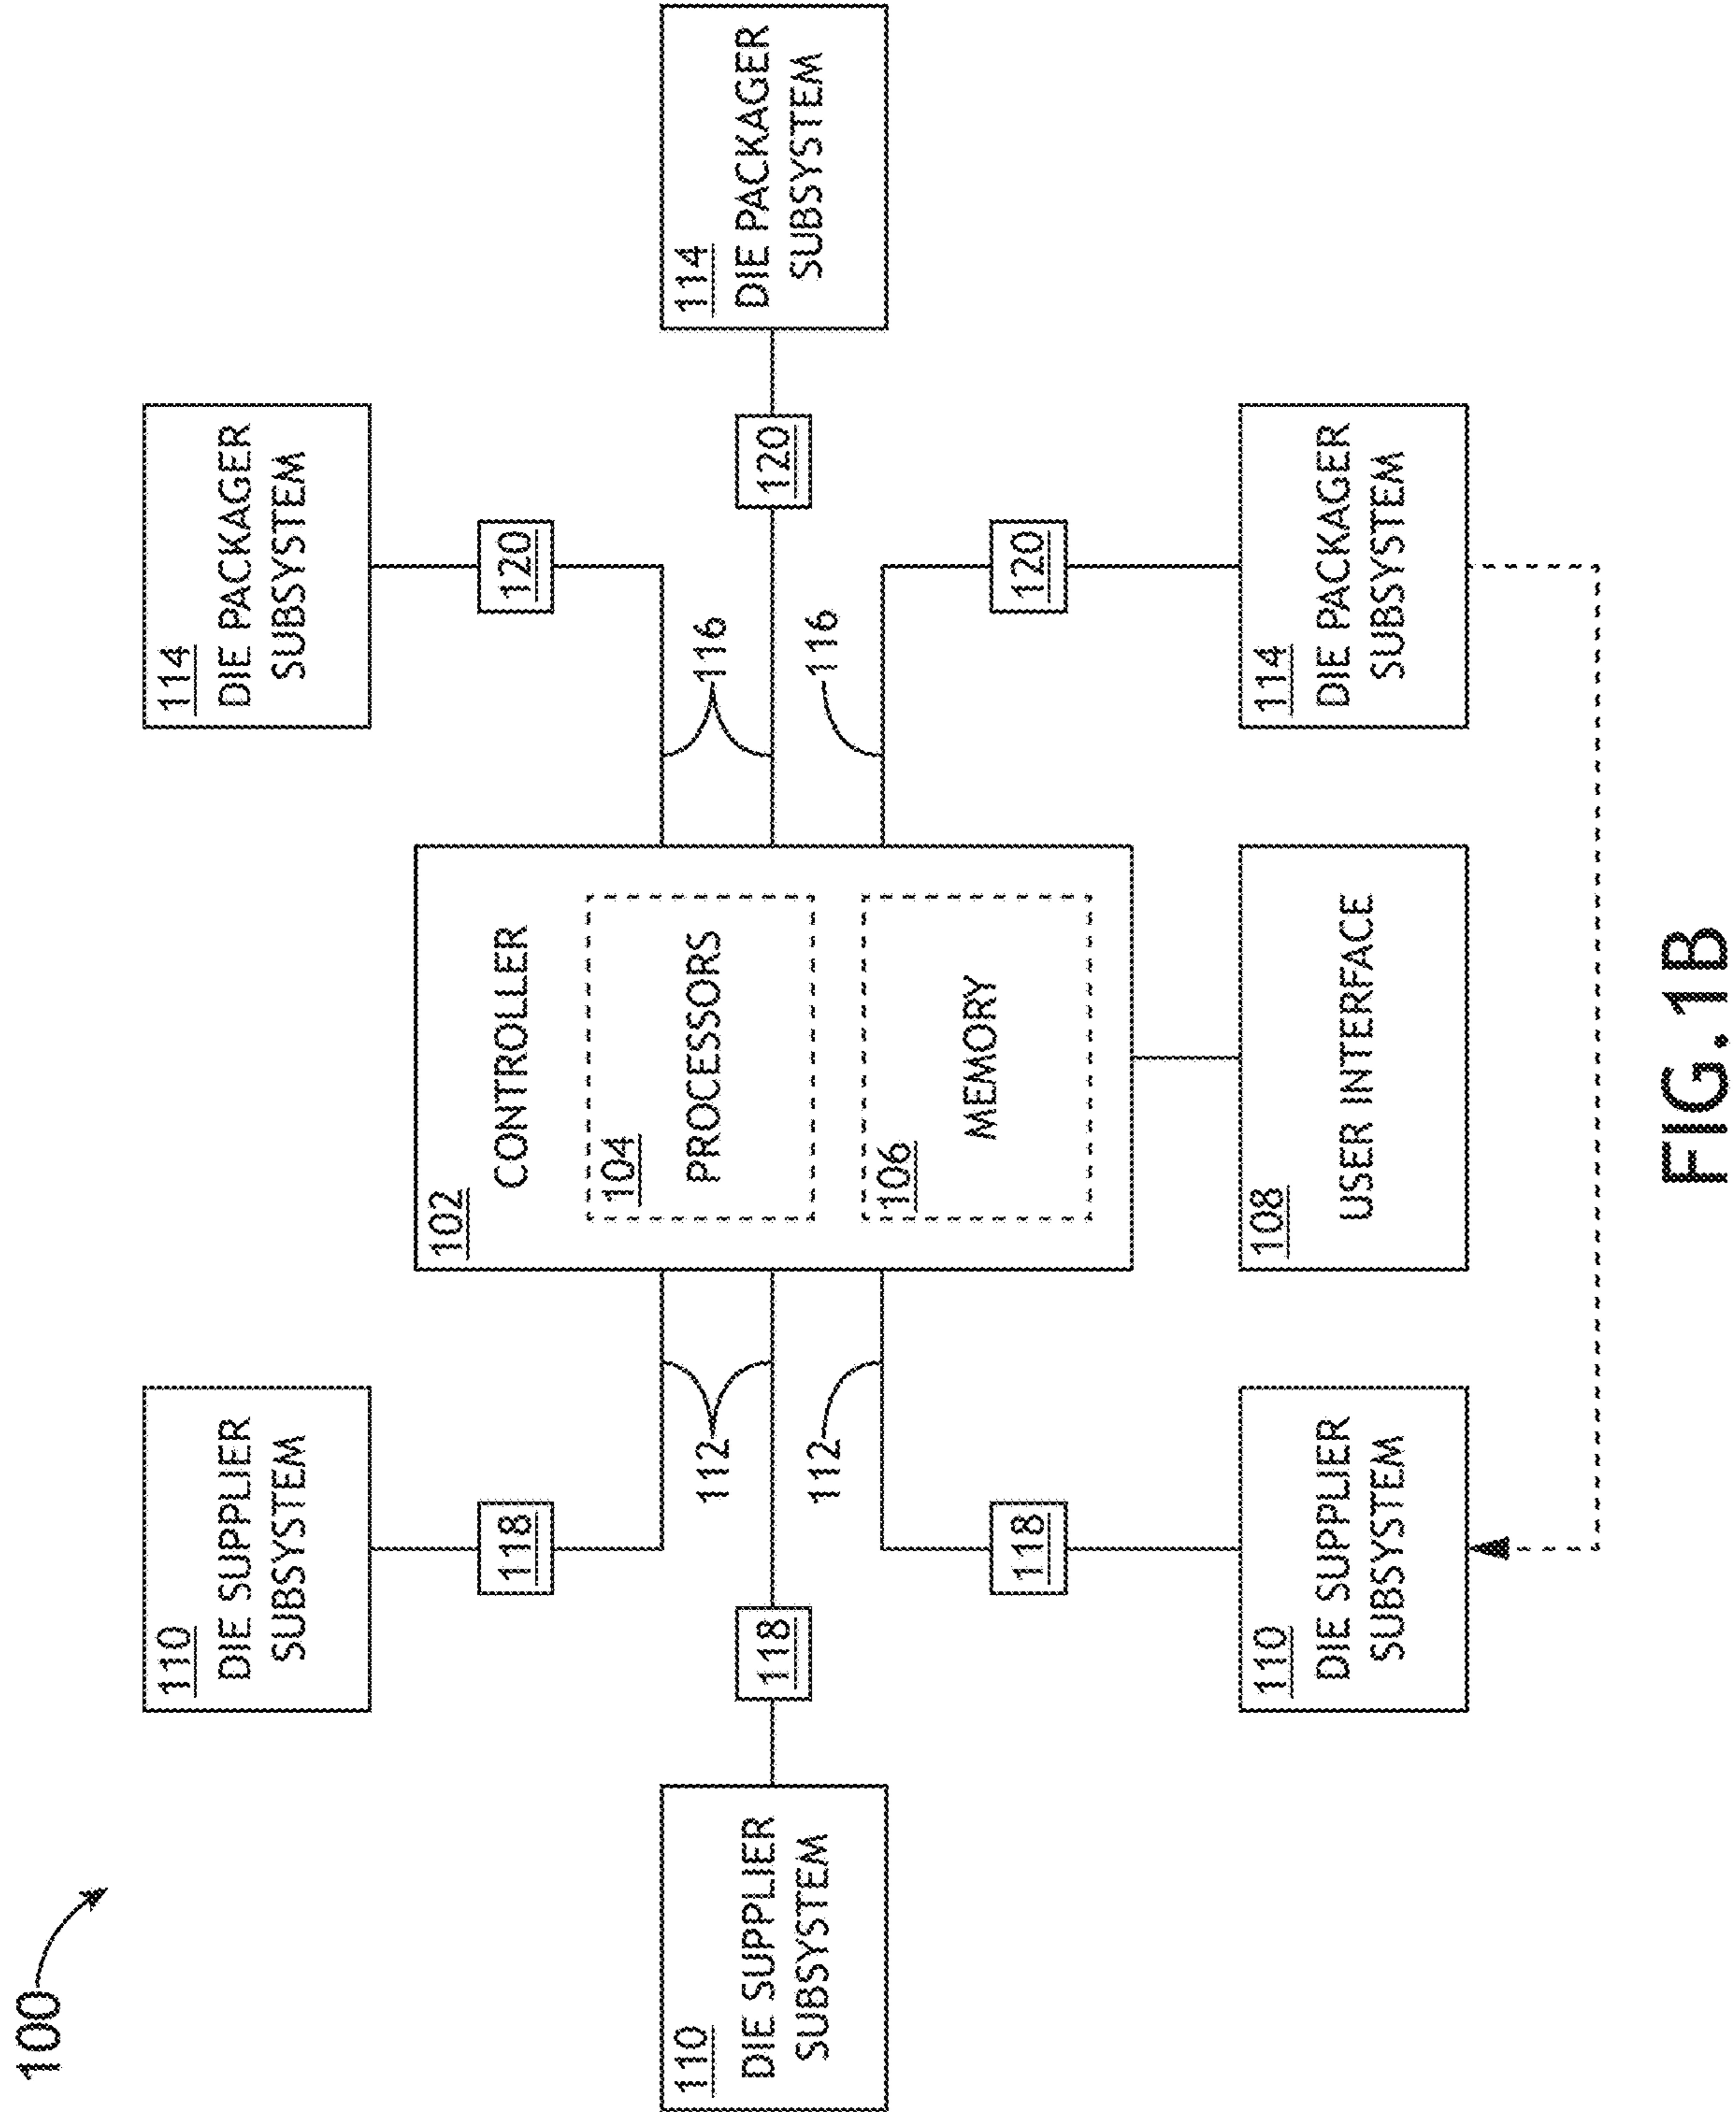 100
110
DIE SUPPLIER
SUBSYSTEM
118
110
DIE SUPPLIER
SUBSYSTEM
118
110
DIE SUPPLIER
SUBSYSTEM
118
112
112
102
CONTROLLER
104
PROCESSORS
106
MEMORY
108
USER INTERFACE
116
116
114
DIE PACKAGER
SUBSYSTEM
120
114
DIE PACKAGER
SUBSYSTEM
120
114
DIE PACKAGER
SUBSYSTEM
120
FIG. 1B